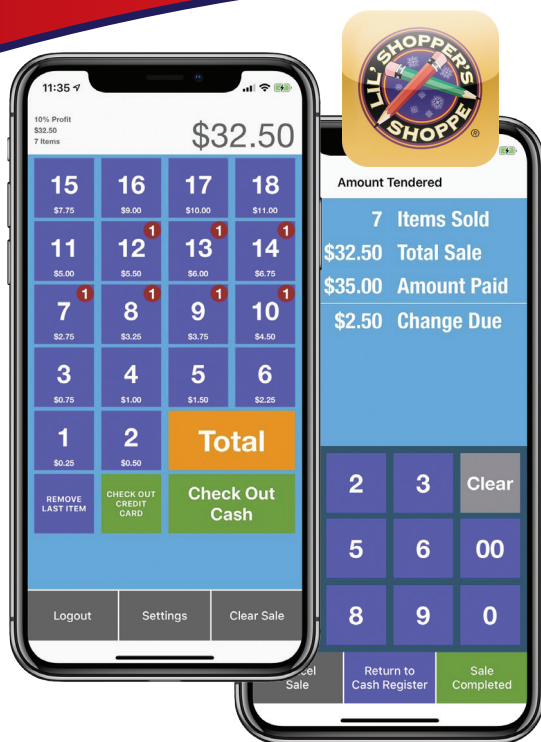 LIL' SHOPPER'S
SHOPPE
®
11:35
10% Profit
$32.50
7 Items
$32.50
15 16 17 18
$7.75 $9.00 $10.00 $11.00
1 1 1
11 12 13 14
$5.00 $5.50 $6.00 $6.75
1 1 1 1
7 8 9 10
$2.75 $3.25 $3.75 $4.50
3 4 5 6
$0.75 $1.00 $1.50 $2.25
1 2 Total
$0.25 $0.50
REMOVE
LAST ITEM
CHECK OUT
CREDIT
CARD
Check Out
Cash
Logout Settings Clear Sale
Amount Tendered
7 Items Sold
$32.50 Total Sale
$35.00 Amount Paid
$2.50 Change Due
2 3 Clear
5 6 00
8 9 0
Sale
Return to
Cash Register
Sale
Completed